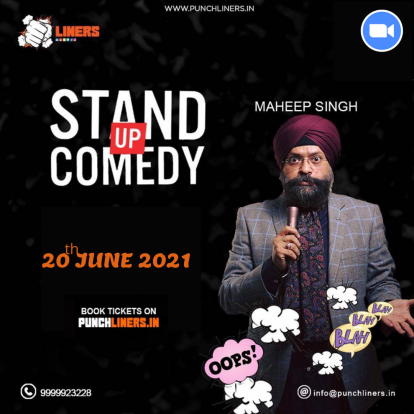 WWW.PUNCHLINERS.IN
LINERS
MAHEEP SINGH
STAND
UP
COMEDY
20th JUNE 2021
BOOK TICKETS ON
PUNCHLINERS.IN
BLAH
BLAH
BLAH
OOPS!
9999923228
@info@punchliners.in